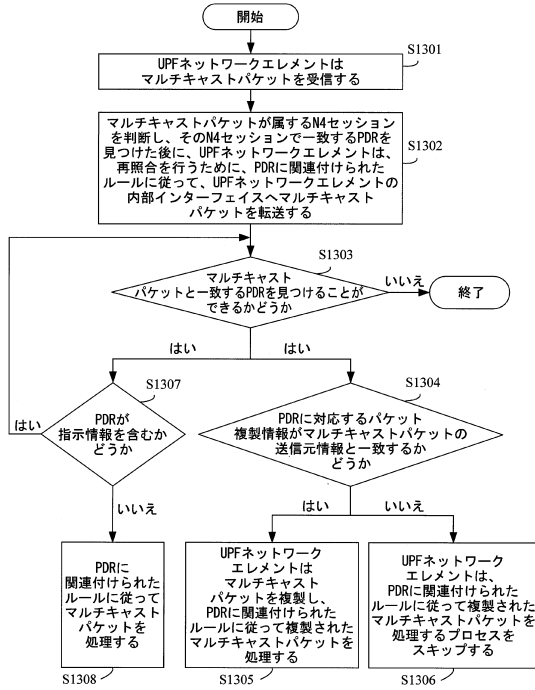 開始
S1301
UPFネットワークエレメントは
マルチキャストパケットを受信する
マルチキャストパケットが属するN4セッション
を判断し、そのN4セッションで一致するPDRを
見つけた後に、UPFネットワークエレメントは、
再照合を行うために、PDRに関連付けられた
ルールに従って、UPFネットワークエレメントの
内部インターフェイスへマルチキャスト
パケットを転送する
S1302
S1303
マルチキャスト
パケットと一致するPDRを見つけることが
できるかどうか
いいえ
終了
はい
はい
S1307
S1304
はい
PDRが
指示情報を含むか
どうか
PDRに対応するパケット
複製情報がマルチキャストパケットの
送信元情報と一致するか
どうか
いいえ
はい
いいえ
PDRに
関連付けられた
ルールに従って
マルチキャスト
パケットを
処理する
UPFネットワーク
エレメントは
マルチキャスト
パケットを複製し、
PDRに関連付けられた
ルールに従って複製された
マルチキャストパケットを
処理する
UPFネットワーク
エレメントは、
PDRに関連付けられた
ルールに従って複製された
マルチキャストパケットを
処理するプロセスを
スキップする
S1308
S1305
S1306